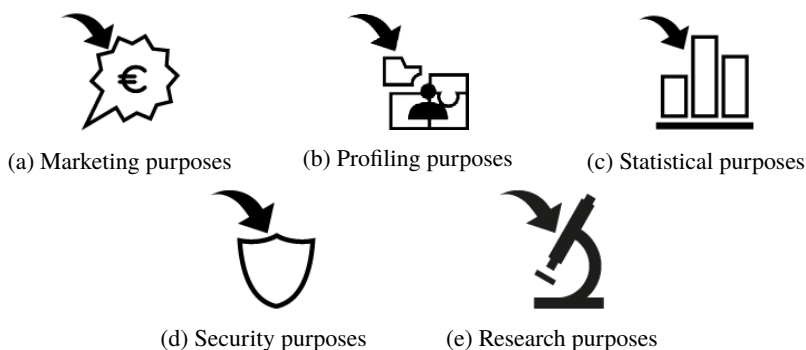 €
(a) Marketing purposes
(b) Profiling purposes
(c) Statistical purposes
(d) Security purposes
(e) Research purposes